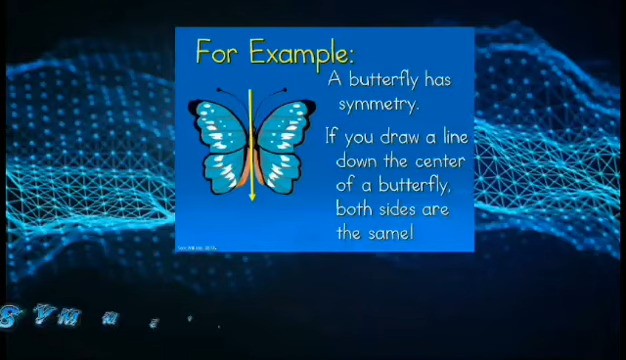 For Example:
A butterfly has
symmetry.
If you draw a line
down the center
of a butterfly,
both sides are
the same!
SYM